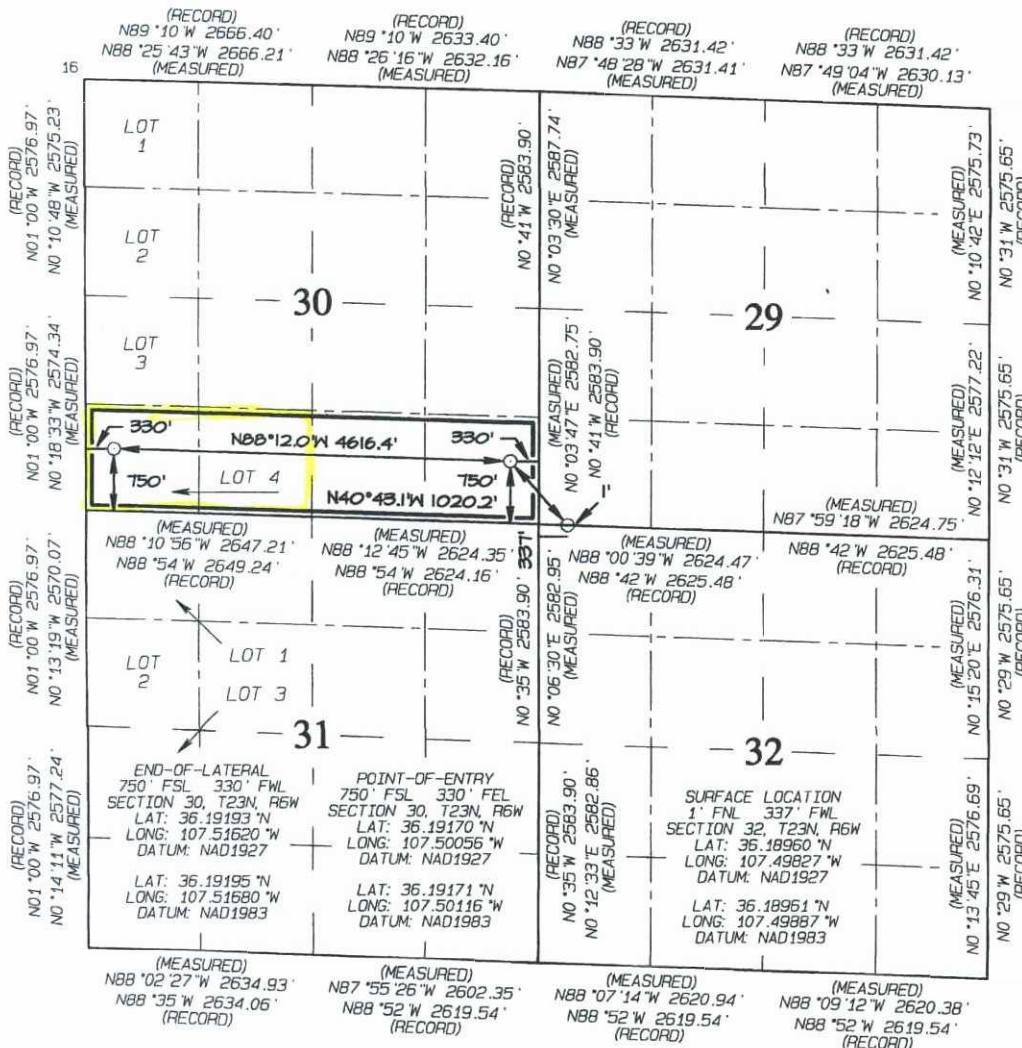 (RECORD)
N89°10'W 2666.40'
N88°25'43"W 2666.21'
(MEASURED)
(RECORD)
N89°10'W 2633.40'
N88°26'16"W 2632.16'
(MEASURED)
(RECORD)
N88°33'W 2631.42'
N87°48'28"W 2631.41'
(MEASURED)
(RECORD)
N88°33'W 2631.42'
N87°49'04"W 2630.13'
(MEASURED)
16
(RECORD)
N01°00'W 2576.97'
N0°10'48"W 2575.23'
(MEASURED)
LOT
1
LOT
2
(RECORD)
N0°41'W 2583.90'
N0°03'30"E 2587.74'
(MEASURED)
(MEASURED)
N0°10'42"E 2575.73'
N0°31'W 2575.65'
(RECORD)
30
29
(RECORD)
N01°00'W 2576.97'
N0°18'33"W 2574.34'
(MEASURED)
LOT
3
(MEASURED)
N0°03'47"E 2582.75'
N0°41'W 2583.90'
(RECORD)
(MEASURED)
N0°12'12"E 2577.22'
N0°31'W 2575.65'
(RECORD)
330'
N88°12.0'W 4616.4'
330'
750'
LOT 4
750'
N40°43.1'W 1020.2'
1'
(MEASURED)
N88°10'56"W 2647.21'
N88°54'W 2649.24'
(RECORD)
(MEASURED)
N88°12'45"W 2624.35'
N88°54'W 2624.16'
(RECORD)
337'
(MEASURED)
N88°00'39"W 2624.47'
N88°42'W 2625.48'
(RECORD)
(MEASURED)
N87°59'18"W 2624.75'
N88°42'W 2625.48'
(RECORD)
(RECORD)
N01°00'W 2576.97'
N0°13'19"W 2570.07'
(MEASURED)
LOT
2
LOT 1
LOT 3
(RECORD)
N0°35'W 2583.90'
N0°06'30"E 2582.95'
(MEASURED)
(MEASURED)
N0°15'20"E 2576.31'
N0°29'W 2575.65'
(RECORD)
31
32
(RECORD)
N01°00'W 2576.97'
N0°14'11"W 2577.24'
(MEASURED)
END-OF-LATERAL
750' FSL 330' FWL
SECTION 30, T23N, R6W
LAT: 36.19193°N
LONG: 107.51620°W
DATUM: NAD1927
LAT: 36.19195°N
LONG: 107.51680°W
DATUM: NAD1983
POINT-OF-ENTRY
750' FSL 330' FEL
SECTION 30, T23N, R6W
LAT: 36.19170°N
LONG: 107.50056°W
DATUM: NAD1927
LAT: 36.19171°N
LONG: 107.50116°W
DATUM: NAD1983
(RECORD)
N0°35'W 2583.90'
N0°12'33"E 2582.86'
(MEASURED)
SURFACE LOCATION
1' FNL 337' FWL
SECTION 32, T23N, R6W
LAT: 36.18960°N
LONG: 107.49827°W
DATUM: NAD1927
LAT: 36.18961°N
LONG: 107.49887°W
DATUM: NAD1983
(MEASURED)
N0°13'45"E 2576.69'
N0°29'W 2575.65'
(RECORD)
(MEASURED)
N88°02'27"W 2634.93'
N88°35'W 2634.06'
(RECORD)
(MEASURED)
N87°55'26"W 2602.35'
N88°52'W 2619.54'
(RECORD)
(MEASURED)
N88°07'14"W 2620.94'
N88°52'W 2619.54'
(RECORD)
(MEASURED)
N88°09'12"W 2620.38'
N88°52'W 2619.54'
(RECORD)